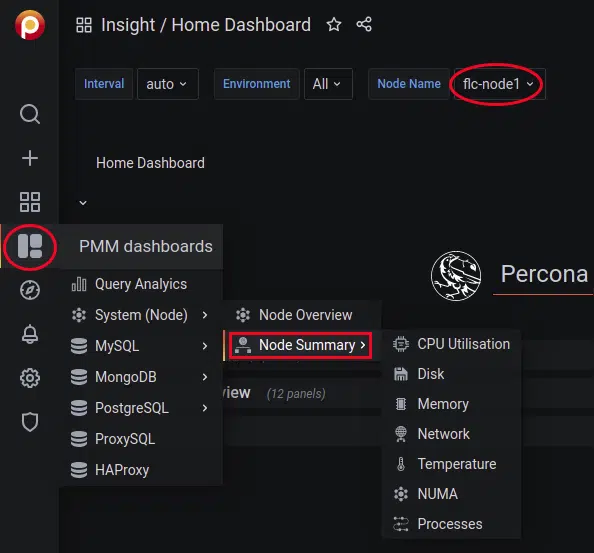 Insight / Home Dashboard
Interval auto Environment All Node Name flc-node1
Home Dashboard
PMM dashboards
Percona
Query Analyics
System (Node)
Node Overview
MySQL
Node Summary
CPU Utilisation
MongoDB
Disk
view (12 panels)
PostgreSQL
Memory
ProxySQL
Network
HAProxy
Temperature
NUMA
Processes